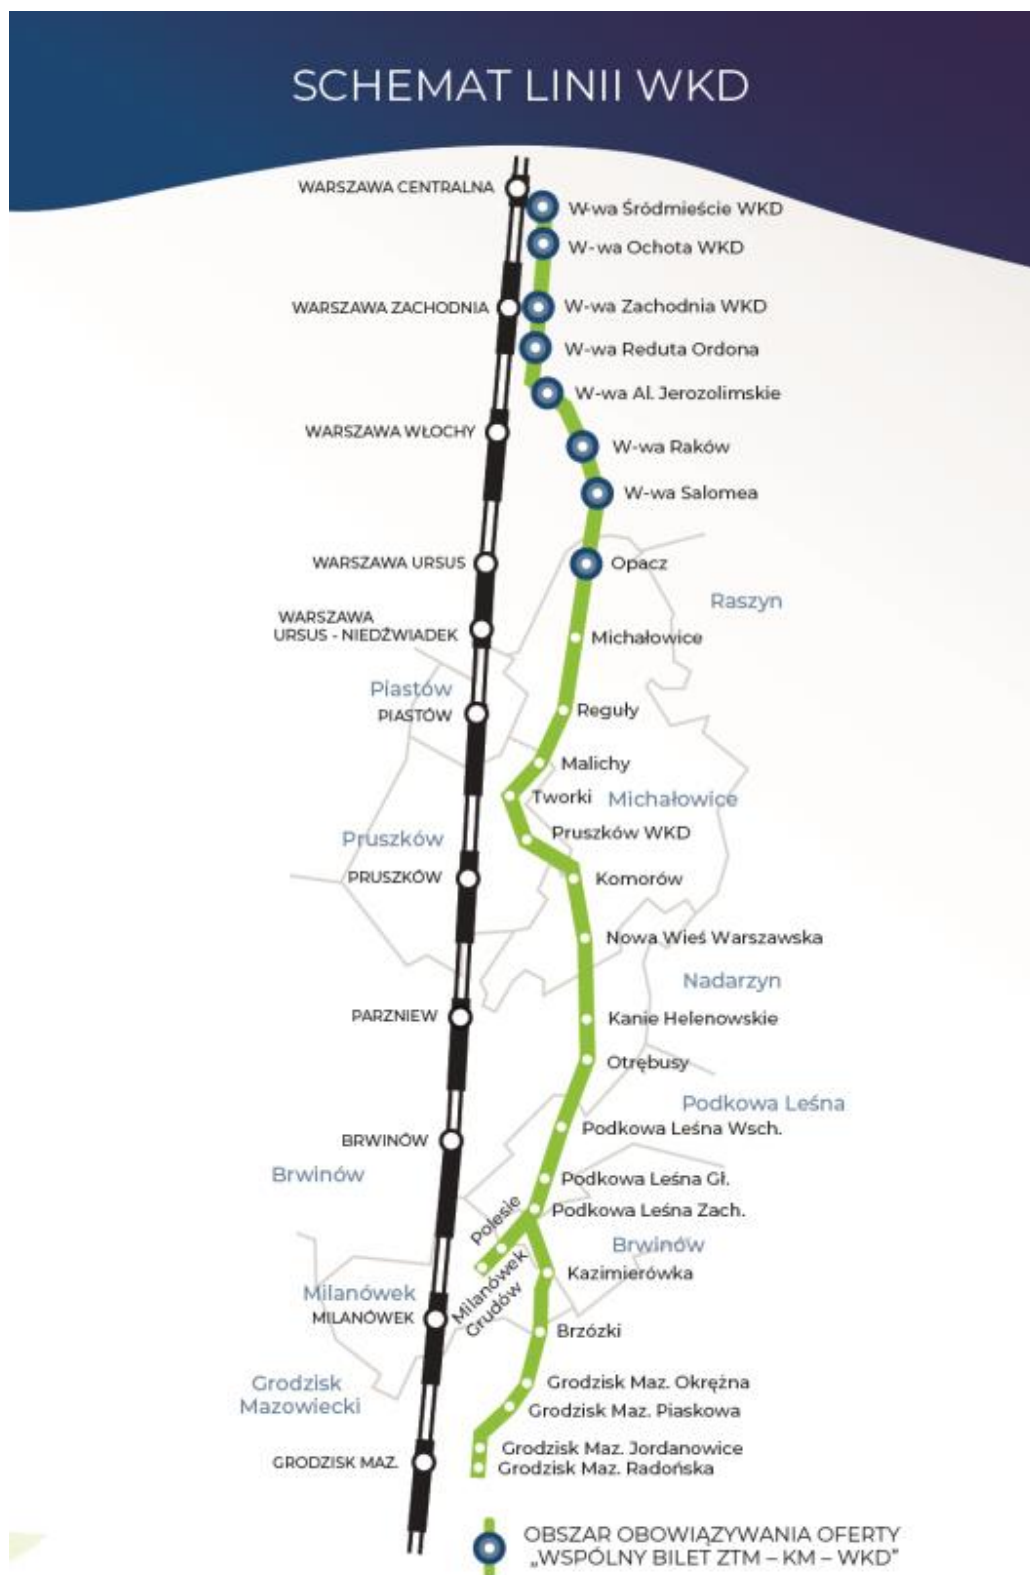 SCHEMAT LINII WKD
WARSZAWA CENTRALNA
W-wa Śródmieście WKD
W-wa Ochota WKD
WARSZAWA ZACHODNIA
W-wa Zachodnia WKD
W-wa Reduta Ordona
W-wa Al. Jerozolimskie
WARSZAWA WŁOCHY
W-wa Raków
W-wa Salomea
WARSZAWA URSUS
Opacz
Raszyn
WARSZAWA
URSUS - NIEDŹWIADEK
Michałowice
Piastów
PIASTÓW
Reguły
Malichy
Tworki
Michałowice
Pruszków
Pruszków WKD
PRUSZKÓW
Komorów
Nowa Wieś Warszawska
Nadarzyn
PARZNIEW
Kanie Helenowskie
Otrębusy
Podkowa Leśna
BRWINÓW
Podkowa Leśna Wsch.
Brwinów
Podkowa Leśna Gł.
Podkowa Leśna Zach.
Polesie
Brwinów
Milanówek
Grudów
Kazimierówka
Milanówek
MILANÓWEK
Brzózki
Grodzisk
Mazowiecki
Grodzisk Maz. Okrężna
Grodzisk Maz. Piaskowa
GRODZISK MAZ.
Grodzisk Maz. Jordanowice
Grodzisk Maz. Radońska
OBSZAR OBOWIĄZYWANIA OFERTY
„WSPÓLNY BILET ZTM – KM – WKD”